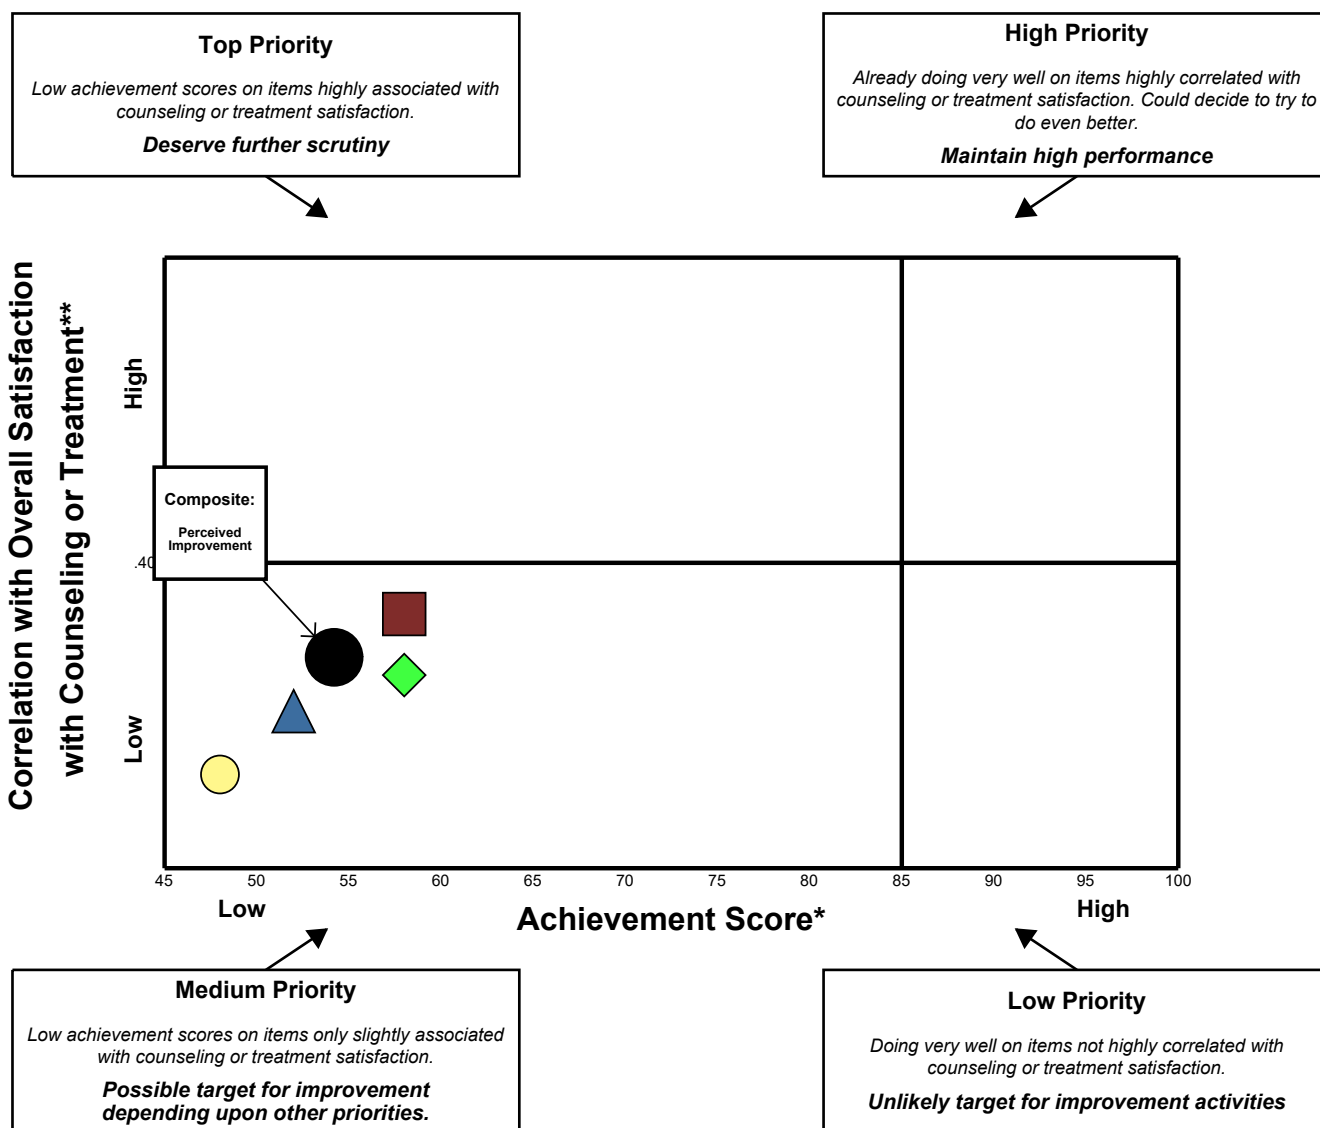 Top Priority
Low achievement scores on items highly associated with
counseling or treatment satisfaction.
Deserve further scrutiny
High Priority
Already doing very well on items highly correlated with
counseling or treatment satisfaction. Could decide to try to
do even better.
Maintain high performance
Correlation with Overall Satisfaction
with Counseling or Treatment**
High
Low
.40
Composite:
Perceived
Improvement
45 50 55 60 65 70 75 80 85 90 95 100
Low
Achievement Score*
High
Medium Priority
Low achievement scores on items only slightly associated
with counseling or treatment satisfaction.
Possible target for improvement
depending upon other priorities.
Low Priority
Doing very well on items not highly correlated with
counseling or treatment satisfaction.
Unlikely target for improvement activities